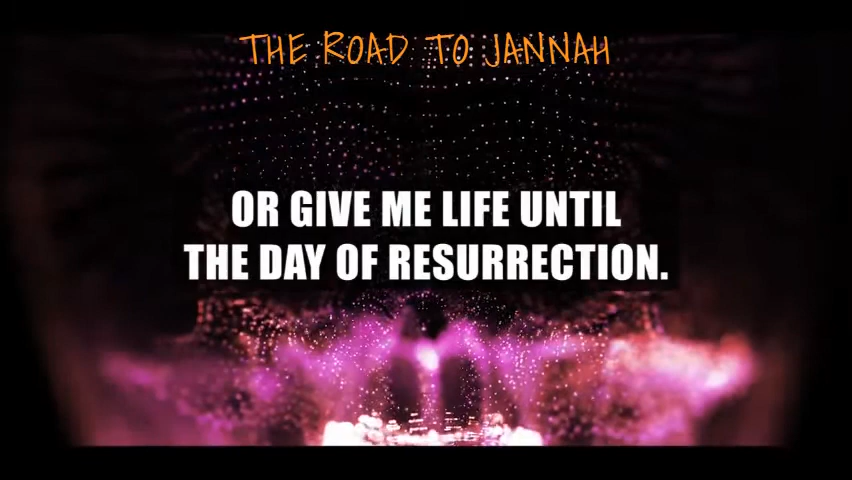 THE ROAD TO JANNAH
OR GIVE ME LIFE UNTIL
THE DAY OF RESURRECTION.